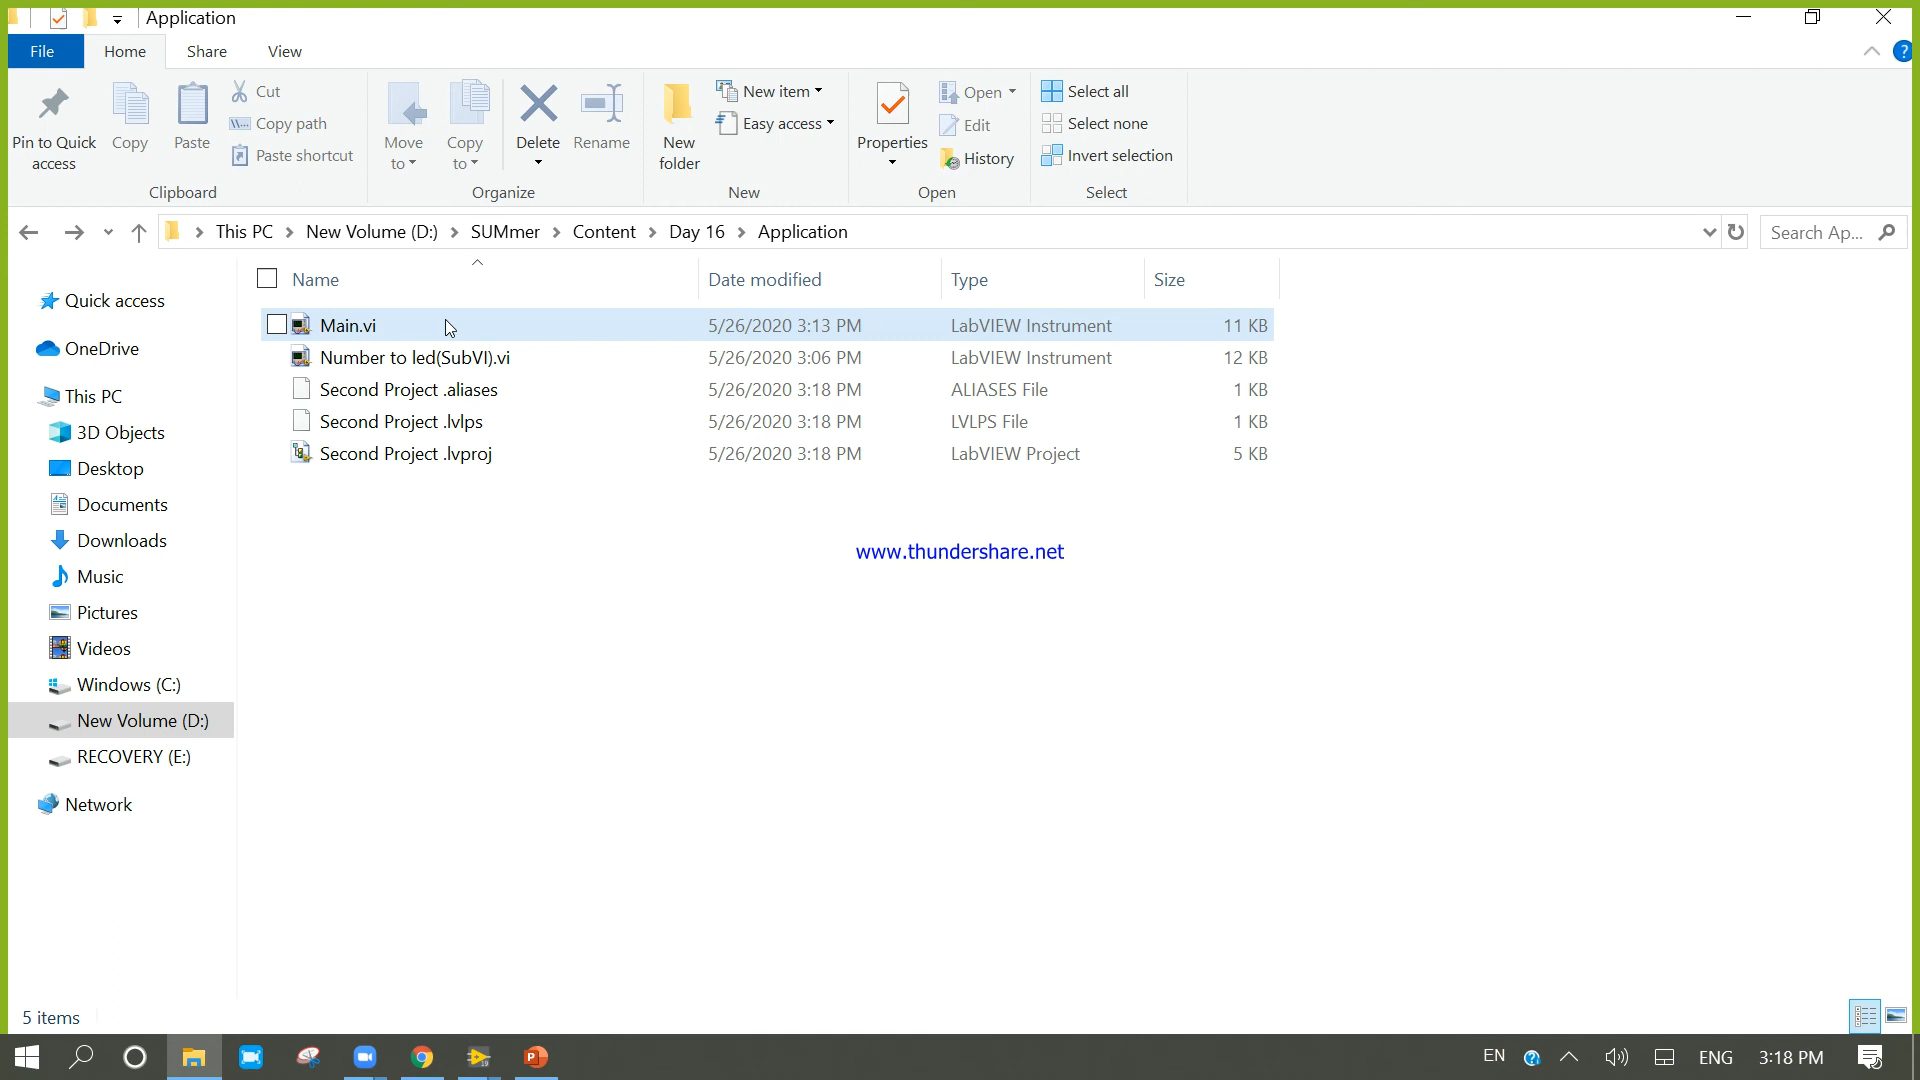 Application
File Home Share View
Pin to Quick access
Copy
Paste
Cut
Copy path
Paste shortcut
Clipboard
Move to
Copy to
Delete
Rename
Organize
New folder
New item
Easy access
New
Properties
Open
Edit
History
Open
Select all
Select none
Invert selection
Select
This PC New Volume (D:) SUMmer Content Day 16 Application
Search Ap...
Name Date modified Type Size
Main.vi 5/26/2020 3:13 PM LabVIEW Instrument 11 KB
Number to led(SubVI).vi 5/26/2020 3:06 PM LabVIEW Instrument 12 KB
Second Project .aliases 5/26/2020 3:18 PM ALIASES File 1 KB
Second Project .lvlps 5/26/2020 3:18 PM LVLPS File 1 KB
Second Project .lvproj 5/26/2020 3:18 PM LabVIEW Project 5 KB
Quick access
OneDrive
This PC
3D Objects
Desktop
Documents
Downloads
Music
Pictures
Videos
Windows (C:)
New Volume (D:)
RECOVERY (E:)
Network
www.thundershare.net
5 items
EN ENG 3:18 PM